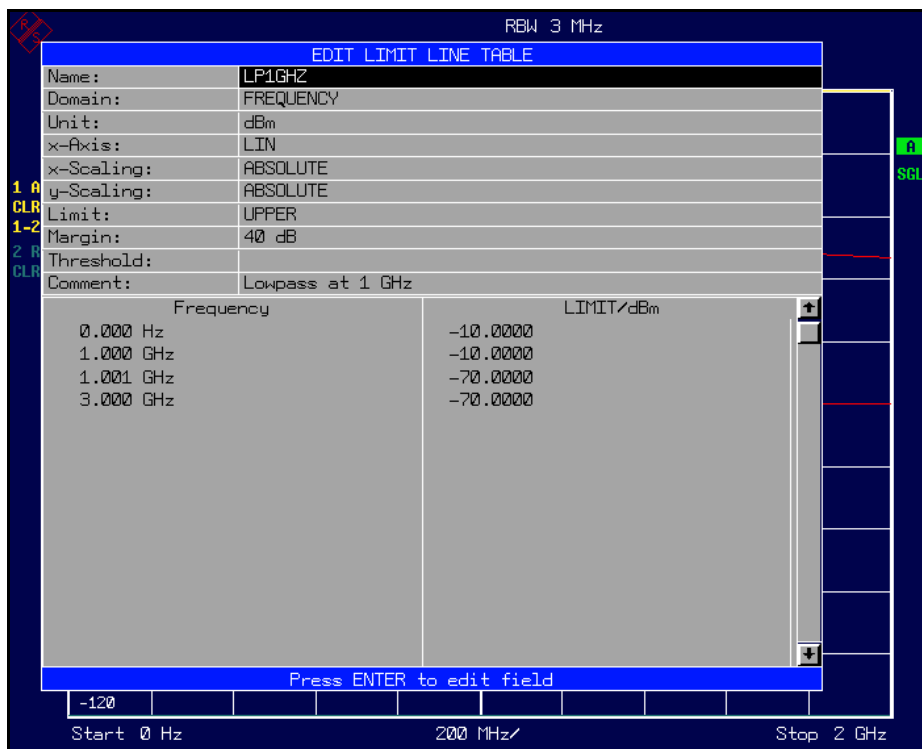 R S
RBW 3 MHz
EDIT LIMIT LINE TABLE
Name: LP1GHZ
Domain: FREQUENCY
Unit: dBm
x-Axis: LIN
x-Scaling: ABSOLUTE
y-Scaling: ABSOLUTE
Limit: UPPER
Margin: 40 dB
Threshold:
Comment: Lowpass at 1 GHz
A
SGL
1 A
CLR
1-2
2 R
CLR
Frequency LIMIT/dBm
0.000 Hz -10.0000
1.000 GHz -10.0000
1.001 GHz -70.0000
3.000 GHz -70.0000
Press ENTER to edit field
-120
Start 0 Hz 200 MHz/ Stop 2 GHz